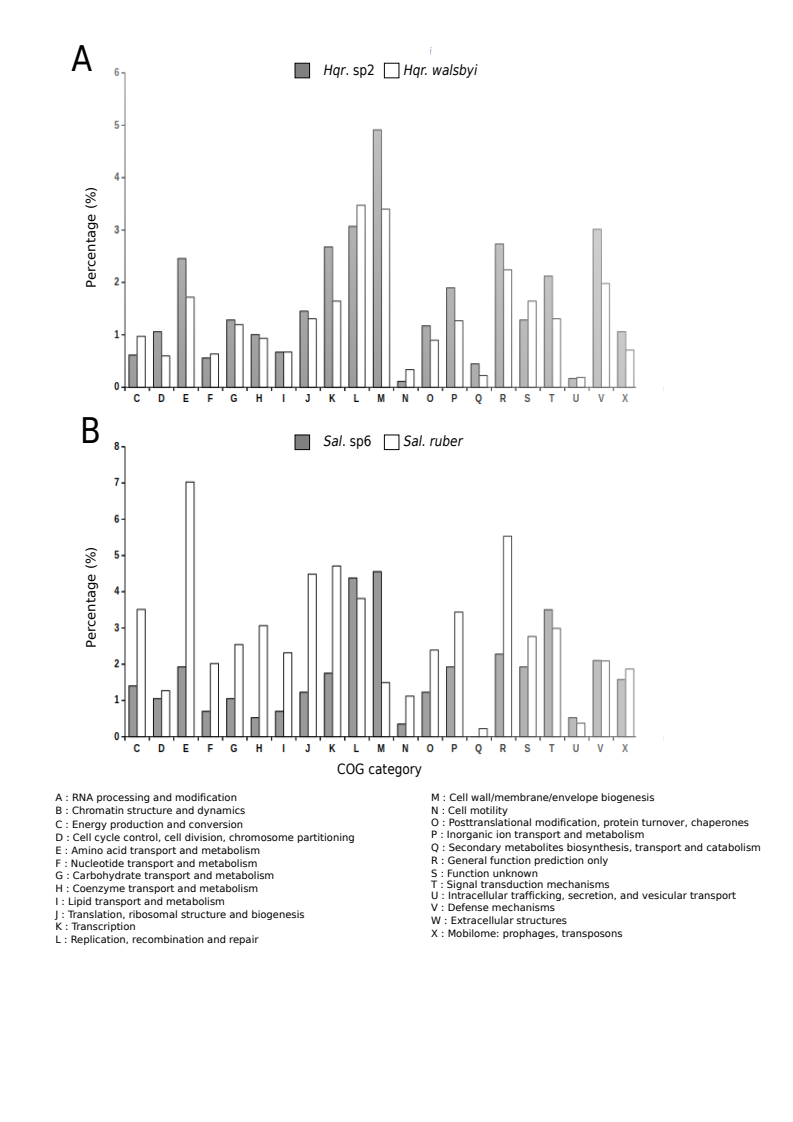 A
Hqr. sp2 Hqr. walsbyi
Percentage (%)
6
5
4
3
2
1
0
C D E F G H I J K L M N O P Q R S T U V X
B
Sal. sp6 Sal. ruber
Percentage (%)
8
7
6
5
4
3
2
1
0
C D E F G H I J K L M N O P Q R S T U V X
COG category
A : RNA processing and modification
B : Chromatin structure and dynamics
C : Energy production and conversion
D : Cell cycle control, cell division, chromosome partitioning
E : Amino acid transport and metabolism
F : Nucleotide transport and metabolism
G : Carbohydrate transport and metabolism
H : Coenzyme transport and metabolism
I : Lipid transport and metabolism
J : Translation, ribosomal structure and biogenesis
K : Transcription
L : Replication, recombination and repair
M : Cell wall/membrane/envelope biogenesis
N : Cell motility
O : Posttranslational modification, protein turnover, chaperones
P : Inorganic ion transport and metabolism
Q : Secondary metabolites biosynthesis, transport and catabolism
R : General function prediction only
S : Function unknown
T : Signal transduction mechanisms
U : Intracellular trafficking, secretion, and vesicular transport
V : Defense mechanisms
W : Extracellular structures
X : Mobilome: prophages, transposons